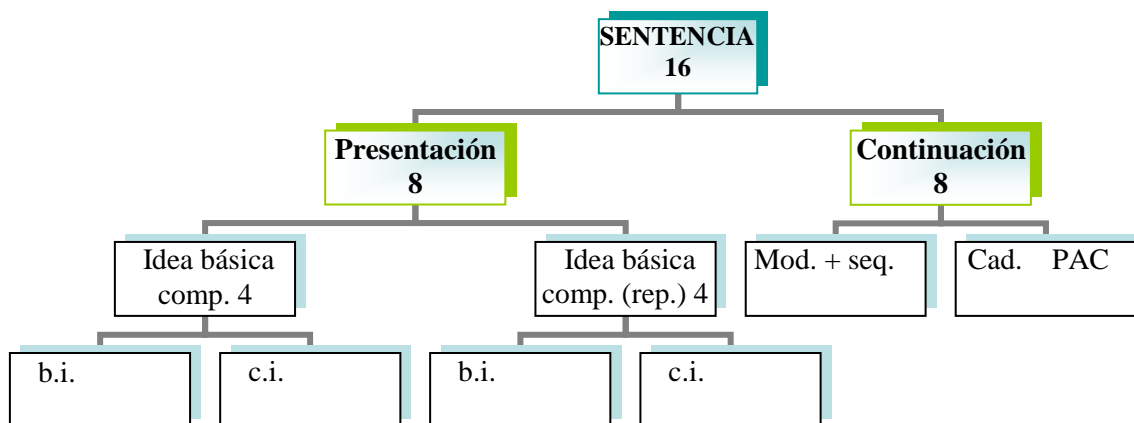 SENTENCIA
16
Presentación
8
Continuación
8
Idea básica
comp. 4
Idea básica
comp. (rep.) 4
Mod. + seq.
Cad. PAC
b.i.
c.i.
b.i.
c.i.